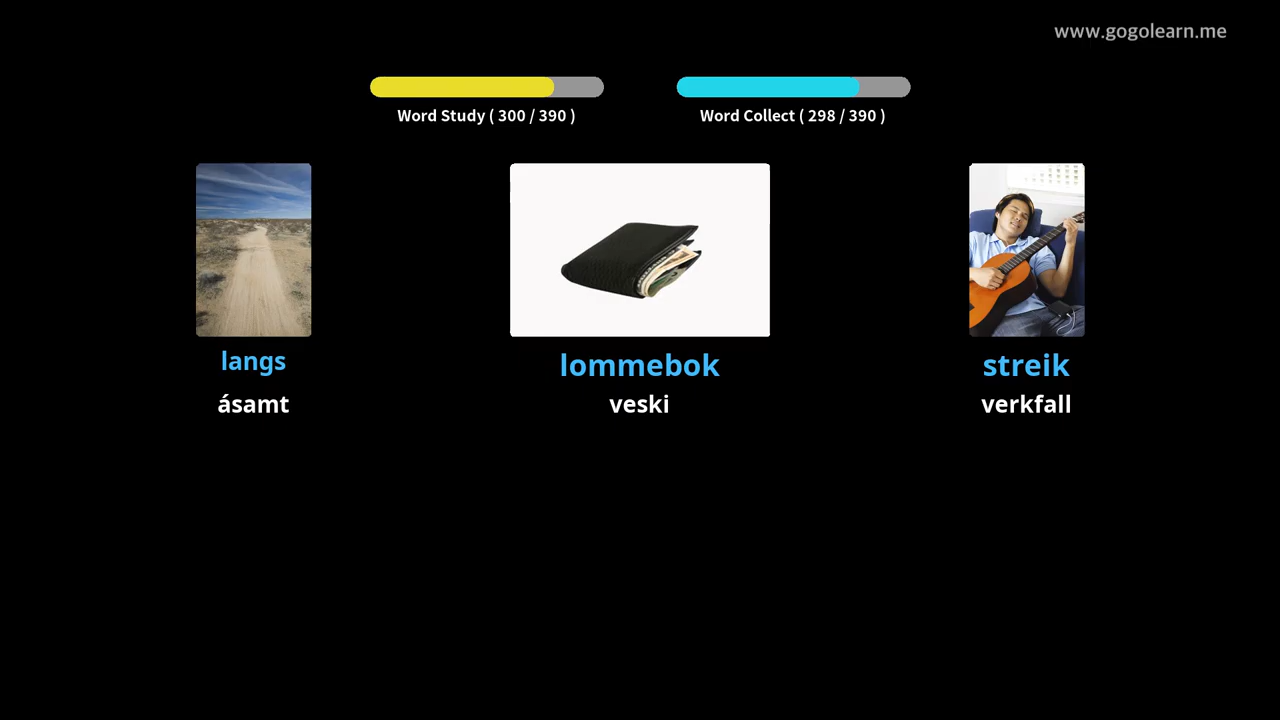 www.gogolearn.me
Word Study ( 300 / 390 )
Word Collect ( 298 / 390 )
langs
ásamt
lommebok
veski
streik
verkfall